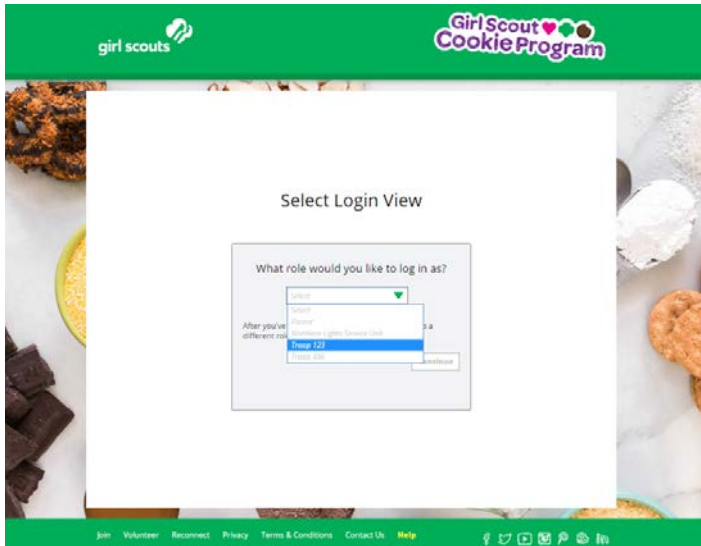 girl scouts
Girl Scout
Cookie Program
Select Login View
What role would you like to log in as?
Select
Select
Parent
After you've
a
Northern Lights Service Unit
different
Troop 123
Continue
Join Volunteer Reconnect Privacy Terms & Conditions Contact Us Help